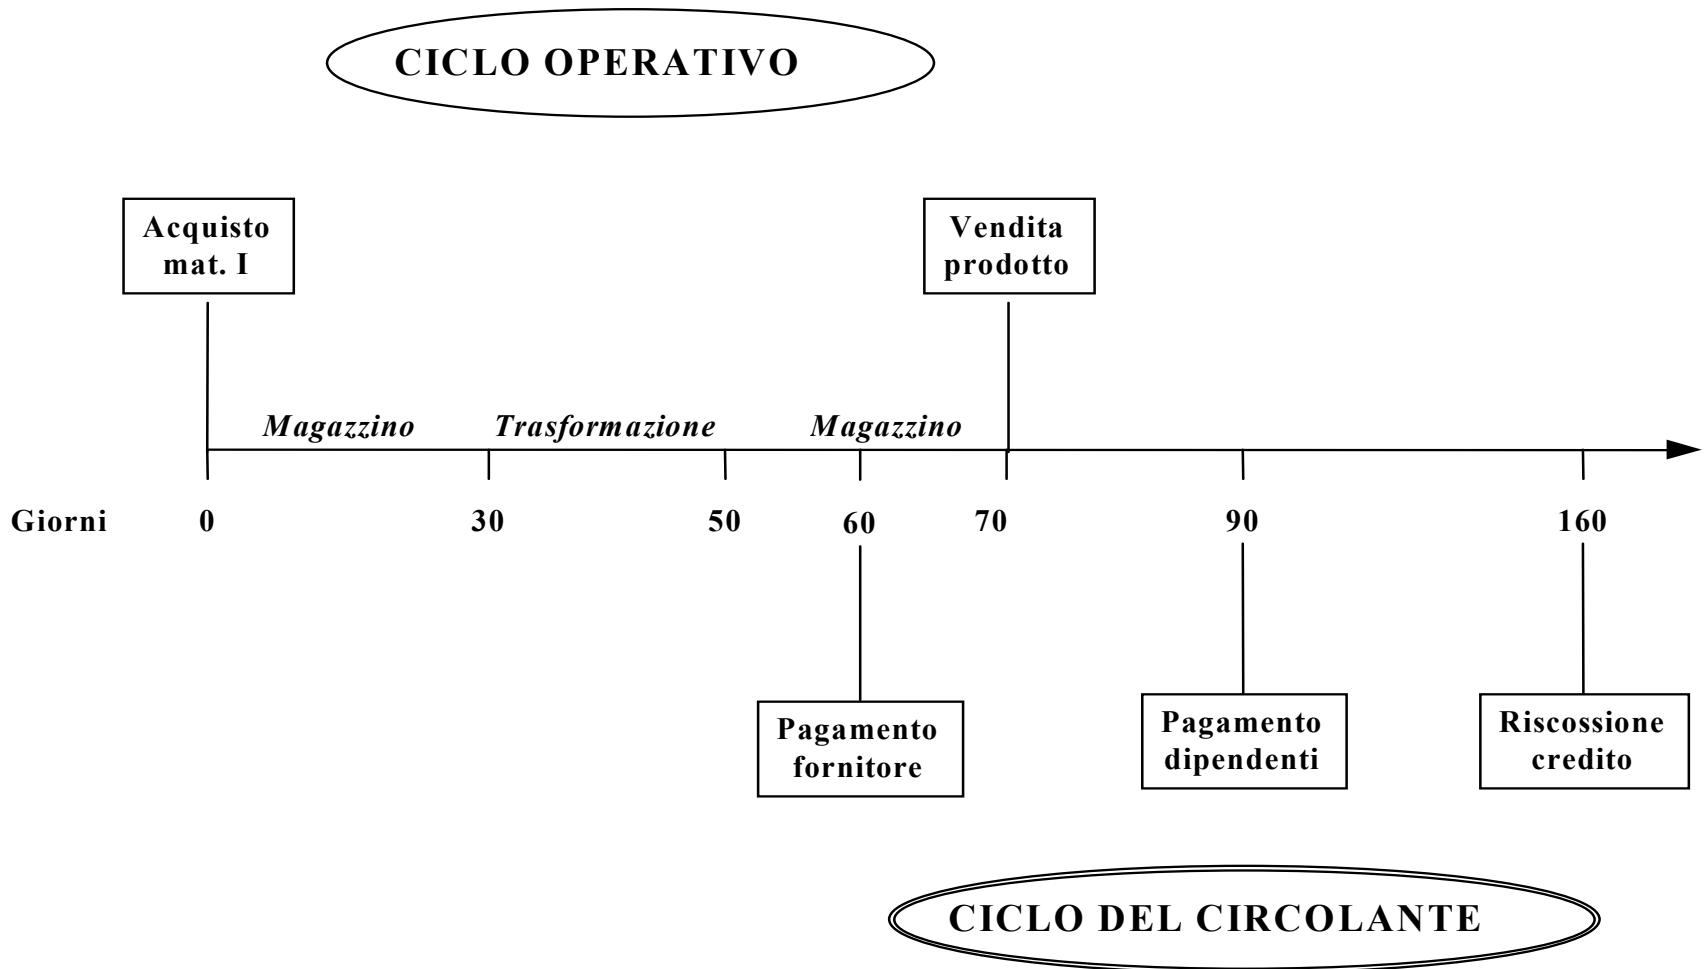 CICLO OPERATIVO
Acquisto
mat. I
Vendita
prodotto
Magazzino Trasformazione Magazzino
Giorni 0 30 50 60 70 90 160
Pagamento
fornitore
Pagamento
dipendenti
Riscossione
credito
CICLO DEL CIRCOLANTE